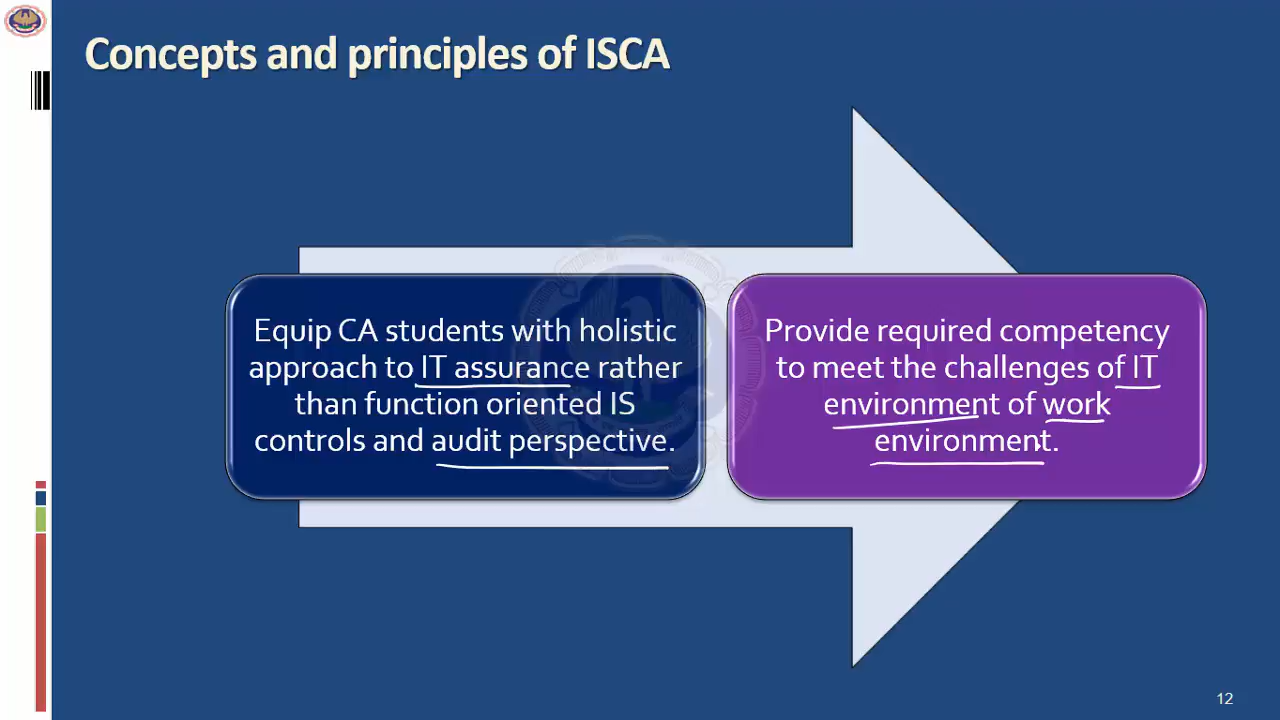 Concepts and principles of ISCA
Equip CA students with holistic
approach to IT assurance rather
than function oriented IS
controls and audit perspective.
Provide required competency
to meet the challenges of IT
environment of work
environment.
12